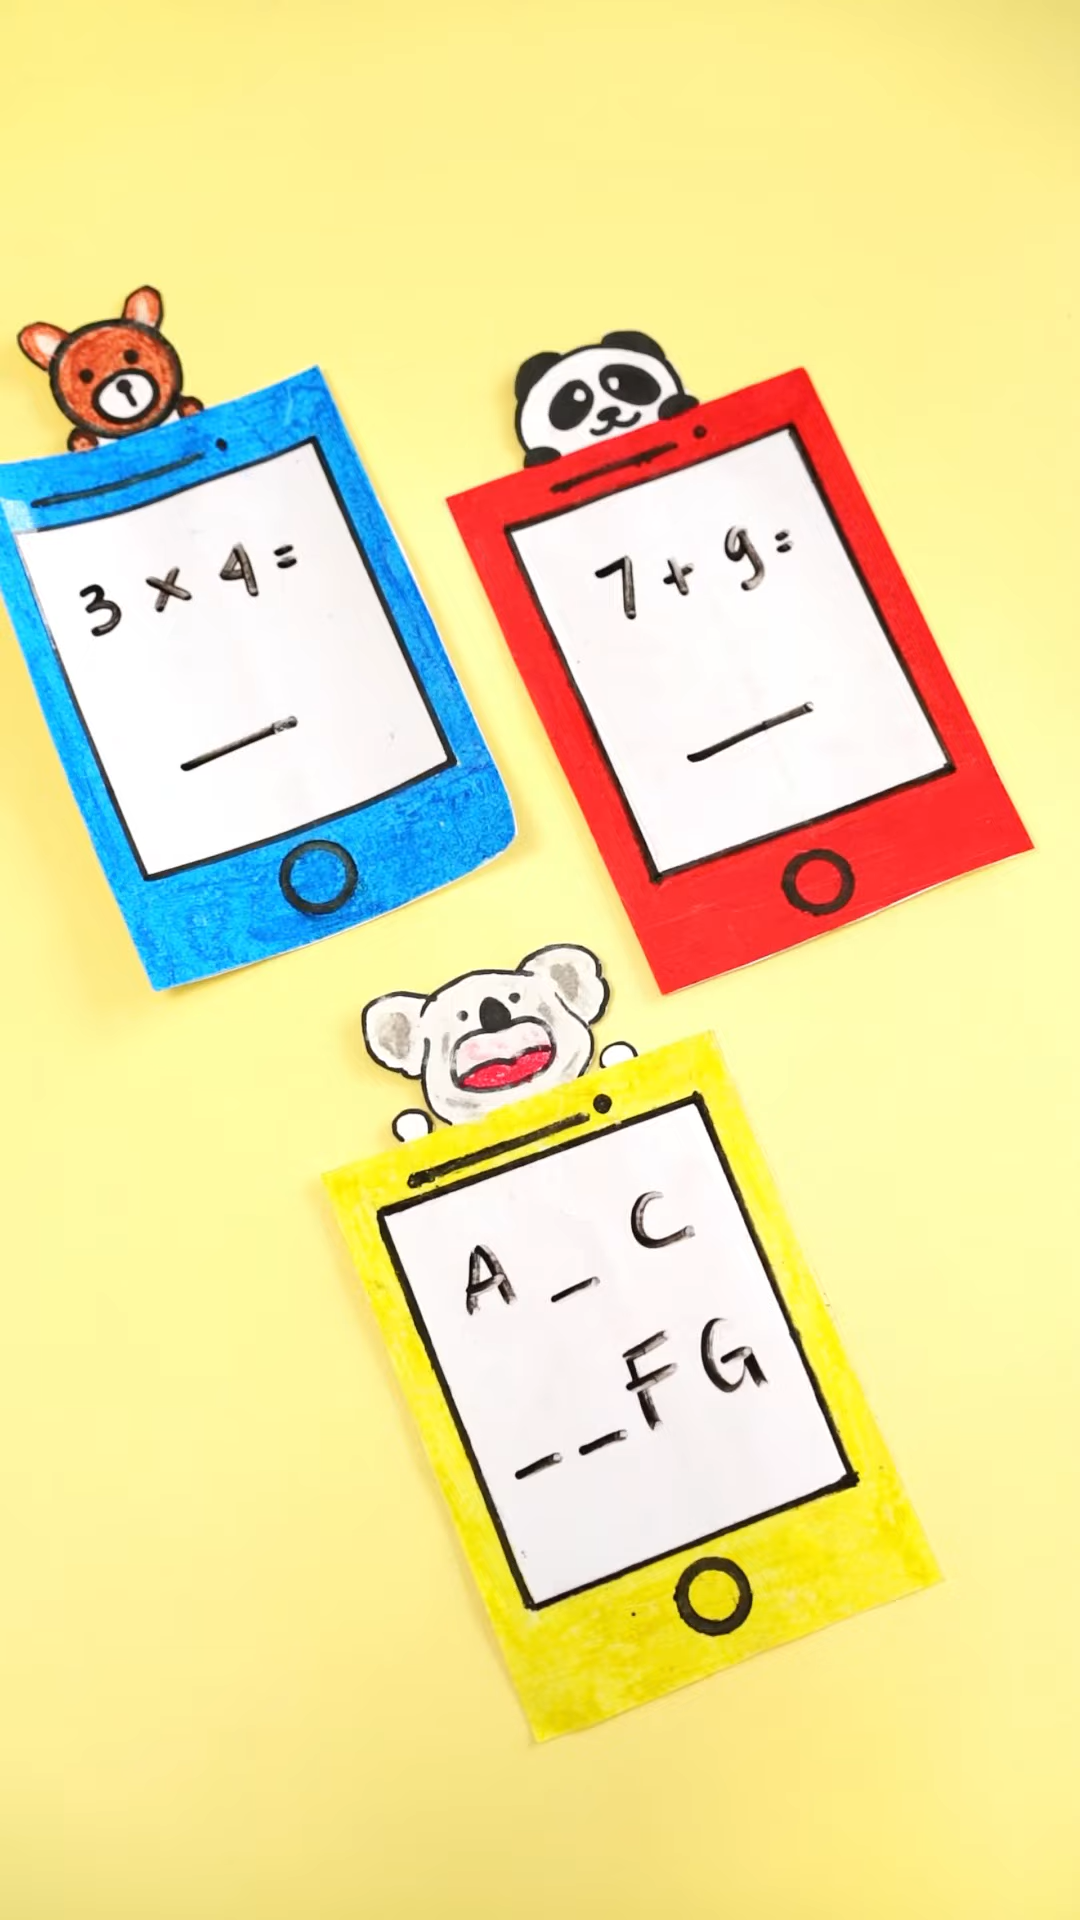 3 × 4 =
__
7 + 9 =
__
A _ C
_ _ F G